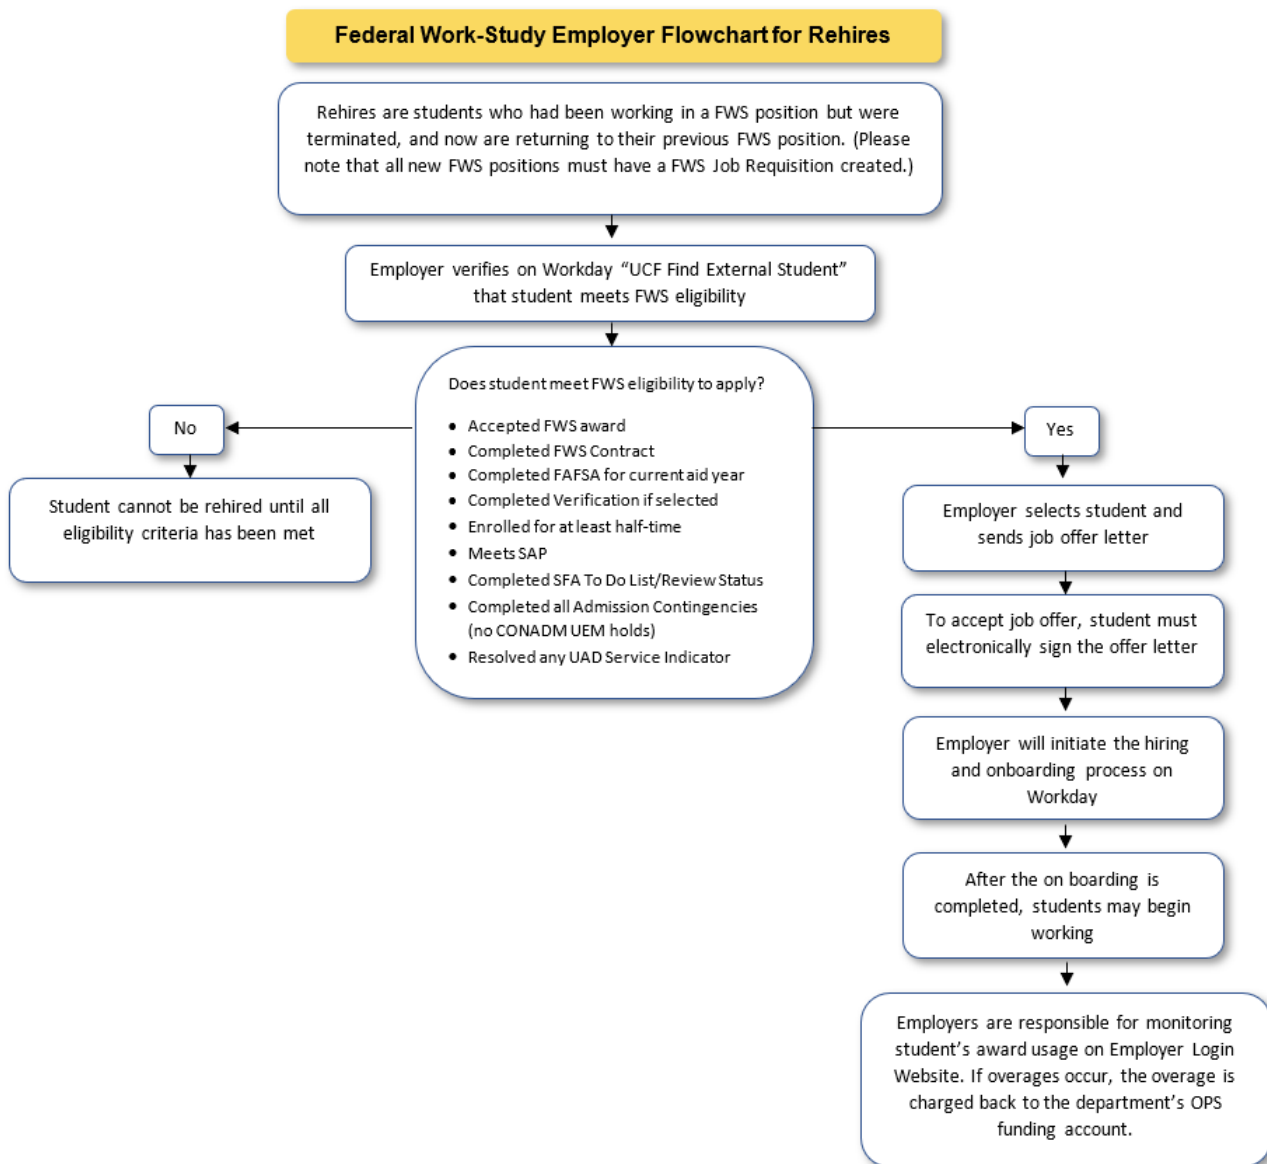 Federal Work-Study Employer Flowchart for Rehires
Rehires are students who had been working in a FWS position but were
terminated, and now are returning to their previous FWS position. (Please
note that all new FWS positions must have a FWS Job Requisition created.)
Employer verifies on Workday “UCF Find External Student”
that student meets FWS eligibility
Does student meet FWS eligibility to apply?
• Accepted FWS award
• Completed FWS Contract
• Completed FAFSA for current aid year
• Completed Verification if selected
• Enrolled for at least half-time
• Meets SAP
• Completed SFA To Do List/Review Status
• Completed all Admission Contingencies
(no CONADM UEM holds)
• Resolved any UAD Service Indicator
No
Student cannot be rehired until all
eligibility criteria has been met
Yes
Employer selects student and
sends job offer letter
To accept job offer, student must
electronically sign the offer letter
Employer will initiate the hiring
and onboarding process on
Workday
After the on boarding is
completed, students may begin
working
Employers are responsible for monitoring
student’s award usage on Employer Login
Website. If overages occur, the overage is
charged back to the department’s OPS
funding account.